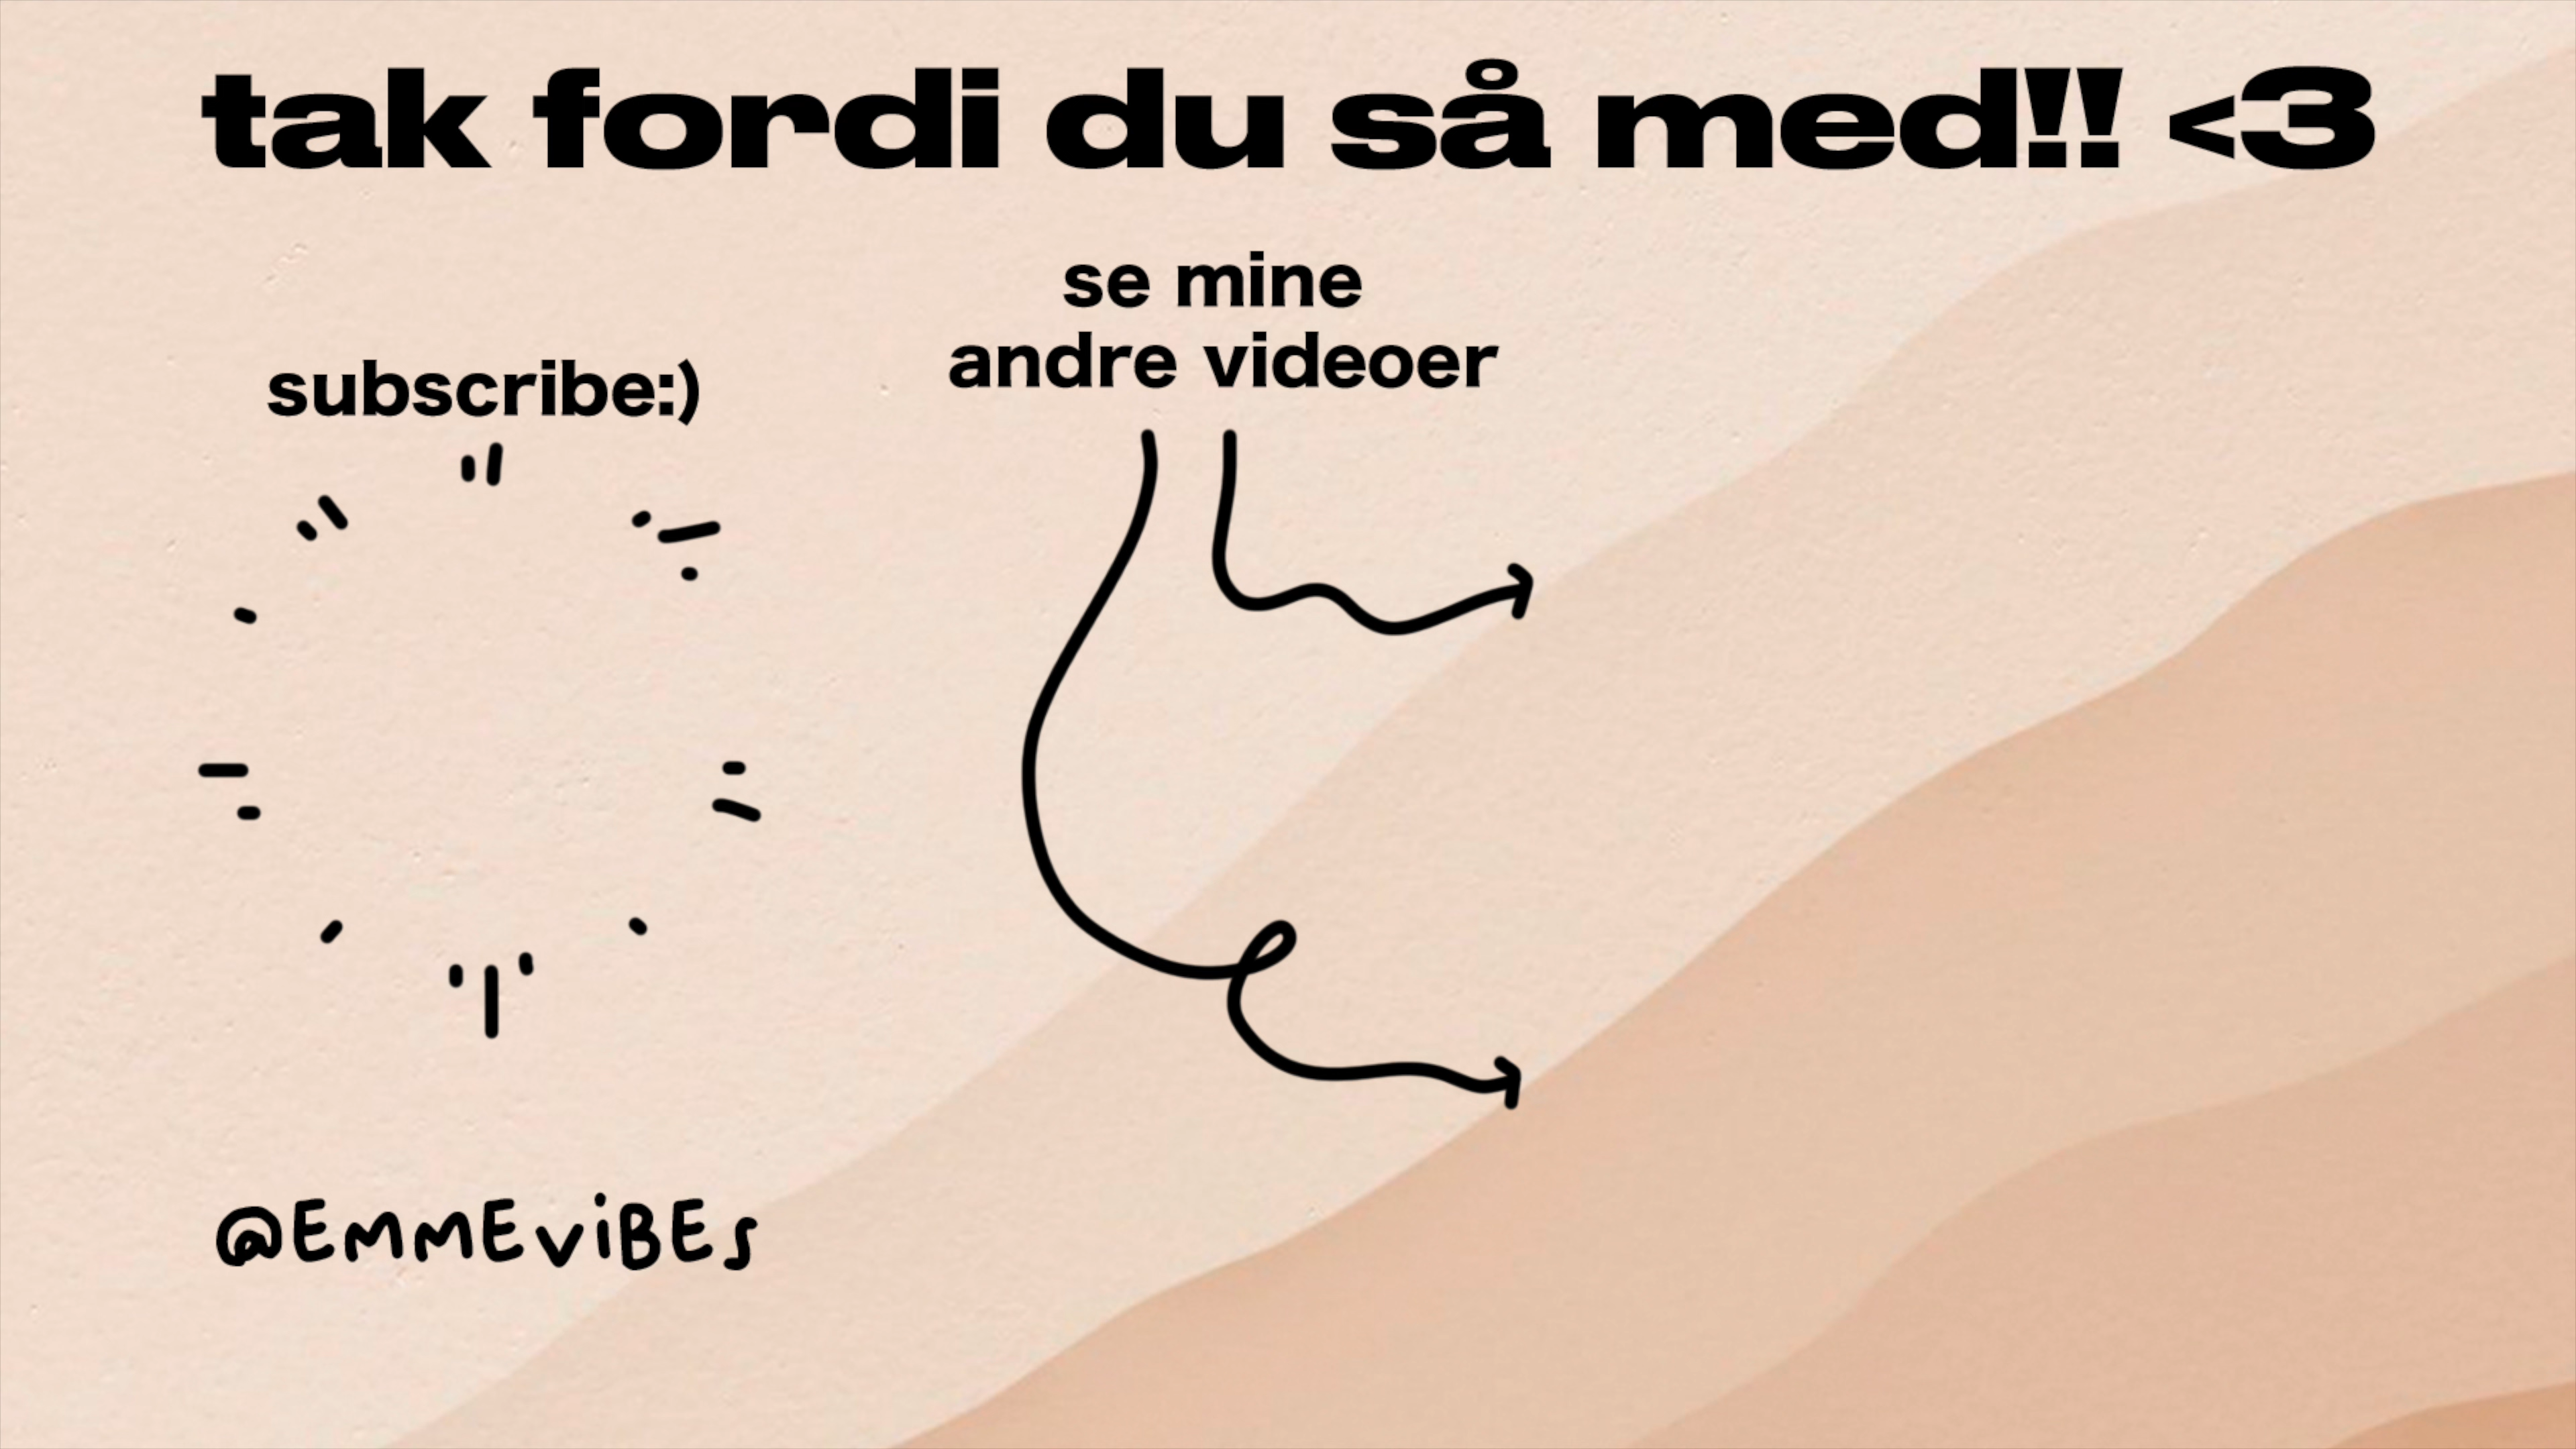 tak fordi du så med!! <3
se mine
andre videoer
subscribe:)
@EMMEViBES